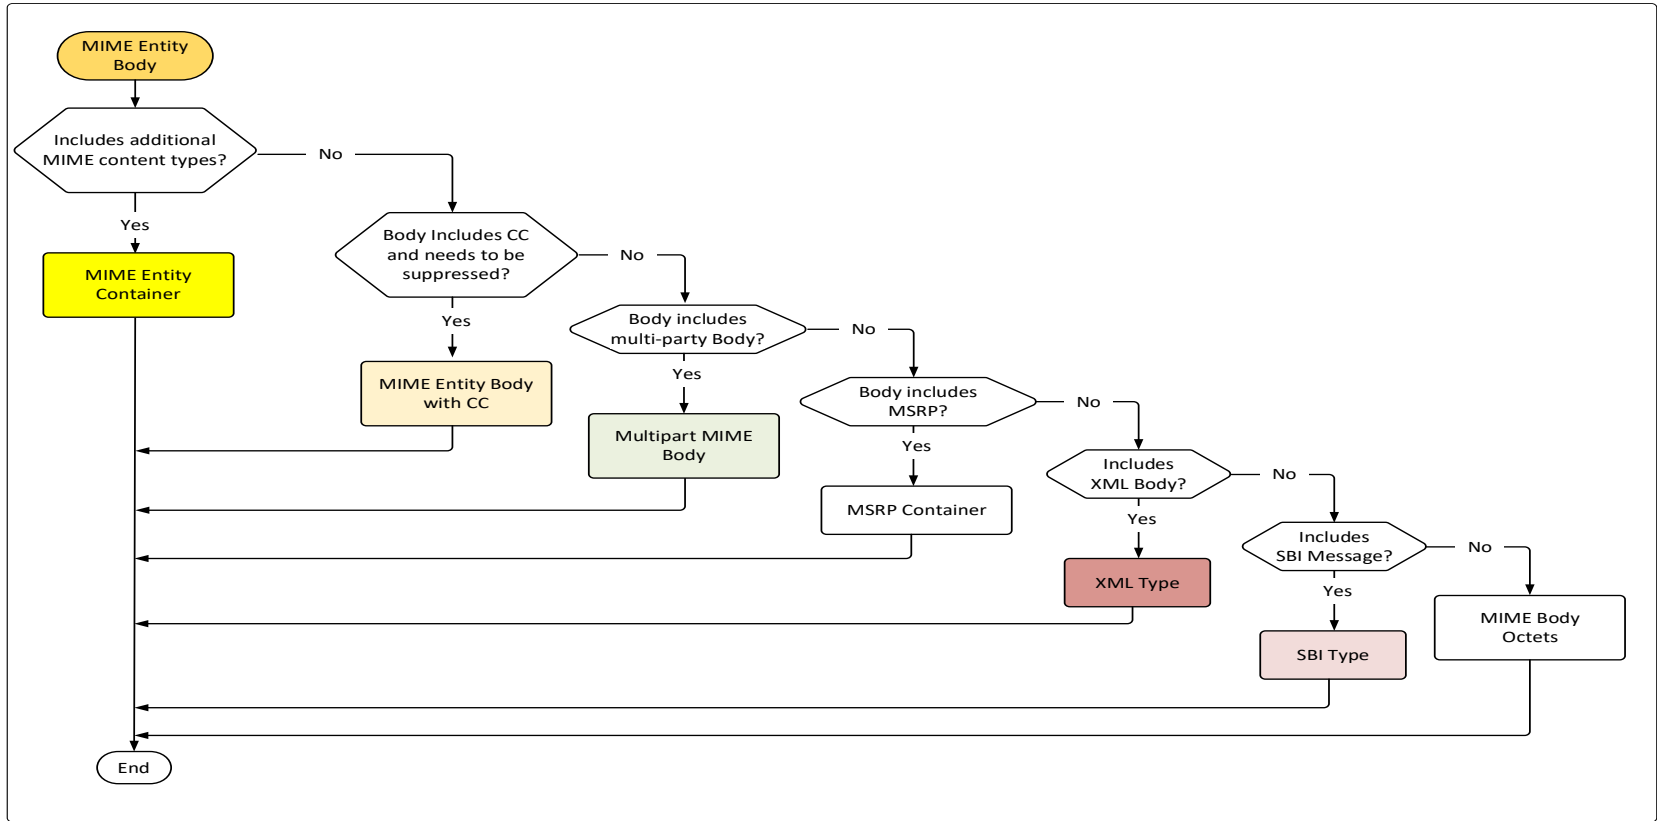 MIME Entity
Body
Includes additional
MIME content types?
No
Yes
MIME Entity
Container
Body Includes CC
and needs to be
suppressed?
No
Yes
MIME Entity Body
with CC
Body includes
multi-party Body?
No
Yes
Multipart MIME
Body
Body includes
MSRP?
No
Yes
MSRP Container
Includes
XML Body?
No
Yes
XML Type
Includes
SBI Message?
No
Yes
SBI Type
MIME Body
Octets
End